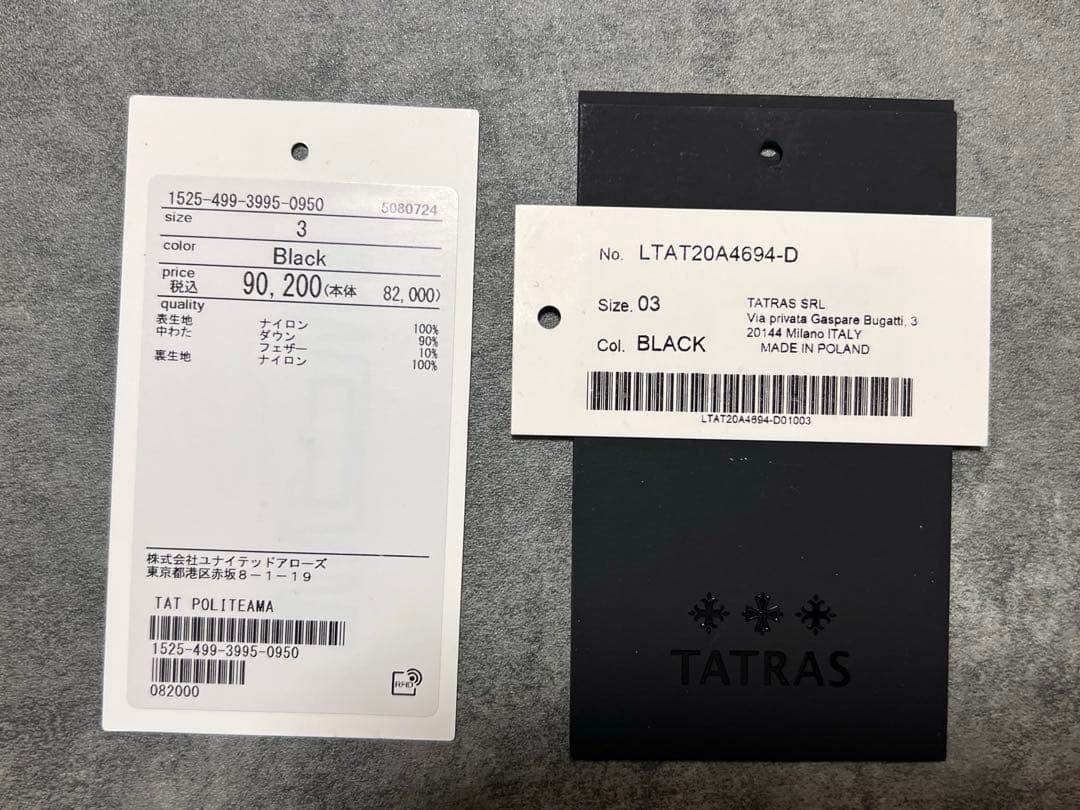 1525-499-3995-0950 5080724
size 3
color Black
price
税込 90,200(本体 82,000)
quality
表生地 ナイロン 100%
中わた ダウン 90%
フェザー 10%
裏生地 ナイロン 100%
株式会社ユナイテッドアローズ
東京都港区赤坂8-1-19
TAT POLITEAMA
1525-499-3995-0950
082000
RFID
No. LTAT20A4694-D
Size. 03
Col. BLACK
TATRAS SRL
Via privata Gaspare Bugatti, 3
20144 Milano ITALY
MADE IN POLAND
LTAT20A4694-D01003
TATRAS